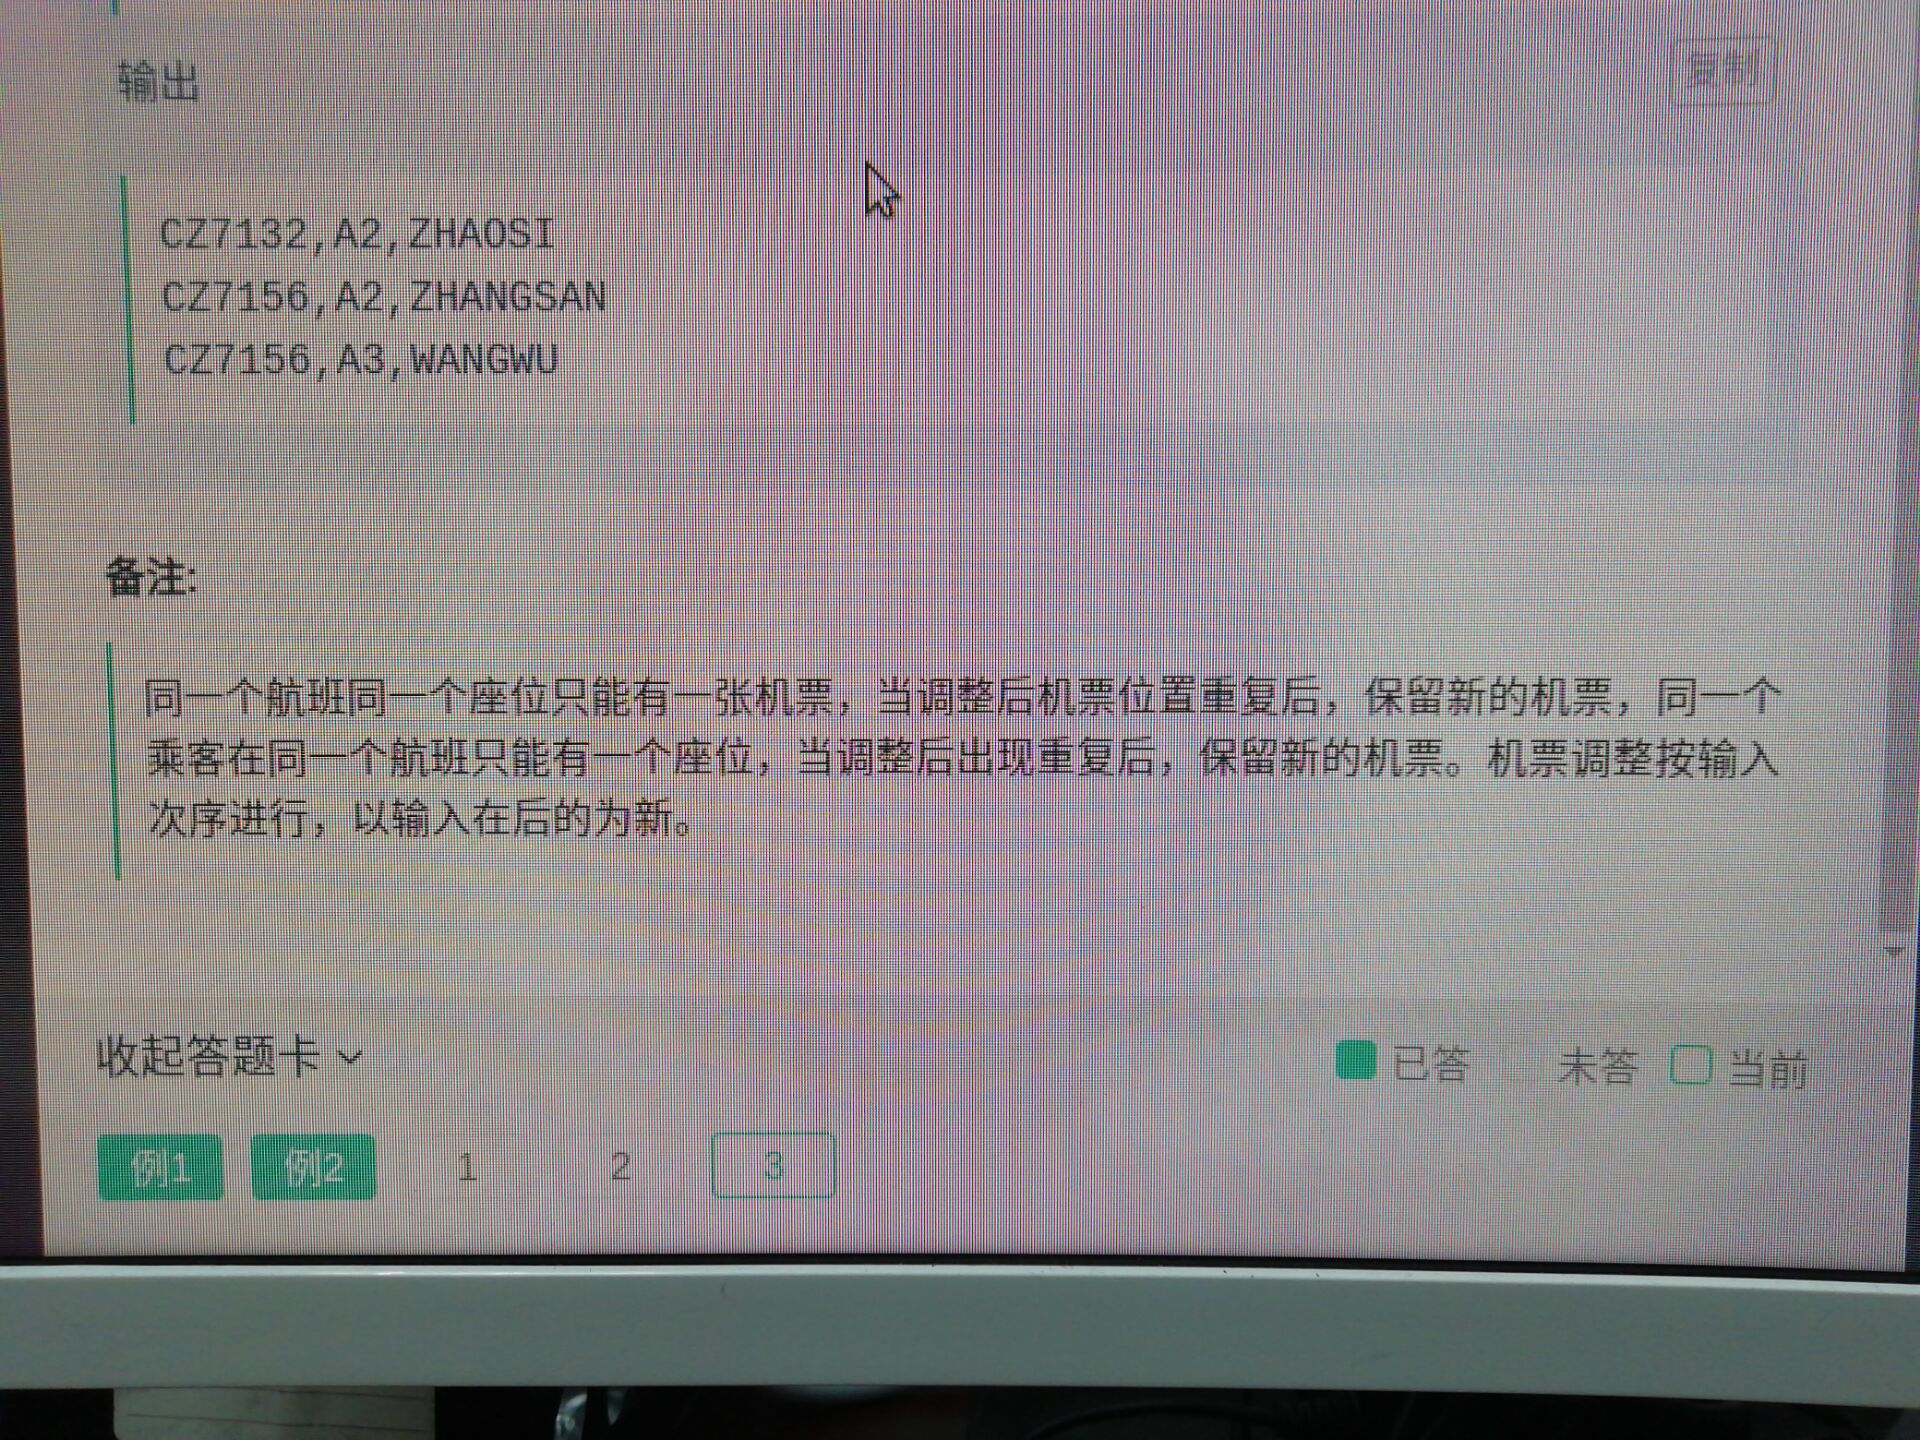 输出
复制
CZ7132,A2,ZHAOSI
CZ7156,A2,ZHANGSAN
CZ7156,A3,WANGWU
备注:
同一个航班同一个座位只能有一张机票，当调整后机票位置重复后，保留新的机票，同一个
乘客在同一个航班只能有一个座位，当调整后出现重复后，保留新的机票。机票调整按输入
次序进行，以输入在后的为新。
收起答题卡
已答 未答 当前
例1 例2 1 2 3